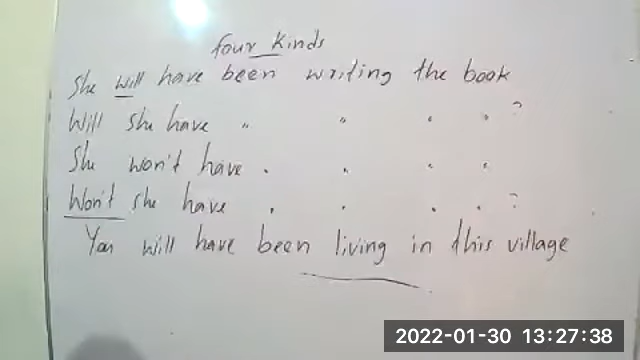 four kinds
She will have been writing the book
Will she have " " " " ?
She won't have " " " "
Won't she have " " " " ?
You will have been living in this village
2022-01-30 13:27:38